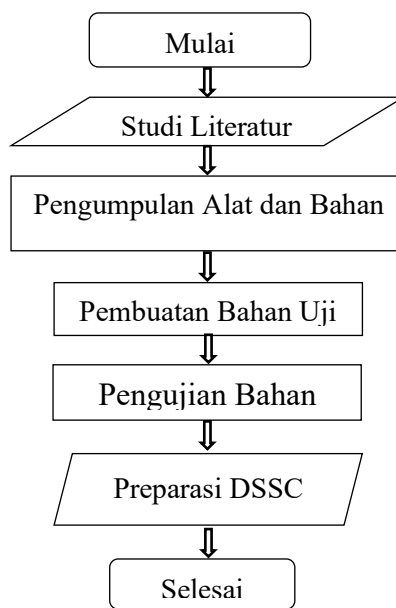 Mulai
Studi Literatur
Pengumpulan Alat dan Bahan
Pembuatan Bahan Uji
Pengujian Bahan
Preparasi DSSC
Selesai